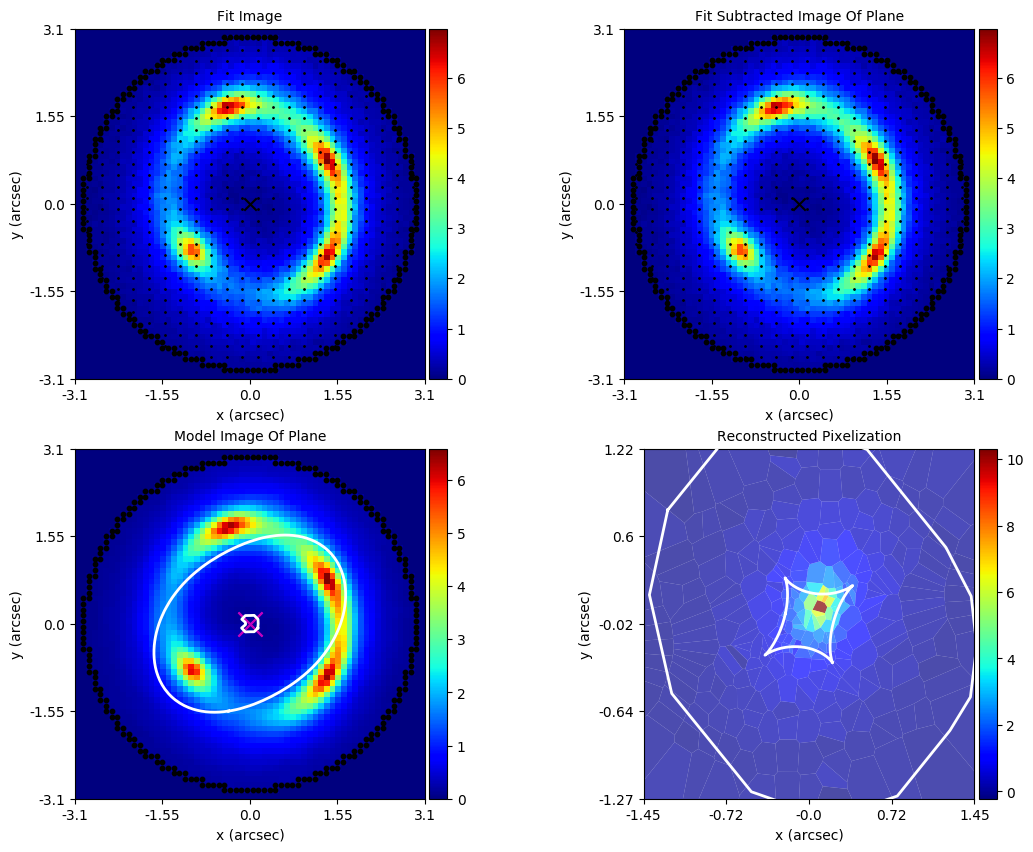 Fit Image
3.1
1.55
0.0
-1.55
-3.1
y (arcsec)
-3.1 -1.55 0.0 1.55 3.1
x (arcsec)
6
5
4
3
2
1
0
Fit Subtracted Image Of Plane
3.1
1.55
0.0
-1.55
-3.1
y (arcsec)
-3.1 -1.55 0.0 1.55 3.1
x (arcsec)
6
5
4
3
2
1
0
Model Image Of Plane
3.1
1.55
0.0
-1.55
-3.1
y (arcsec)
-3.1 -1.55 0.0 1.55 3.1
x (arcsec)
6
5
4
3
2
1
0
Reconstructed Pixelization
1.22
0.6
-0.02
-0.64
-1.27
y (arcsec)
-1.45 -0.72 -0.0 0.72 1.45
x (arcsec)
10
8
6
4
2
0